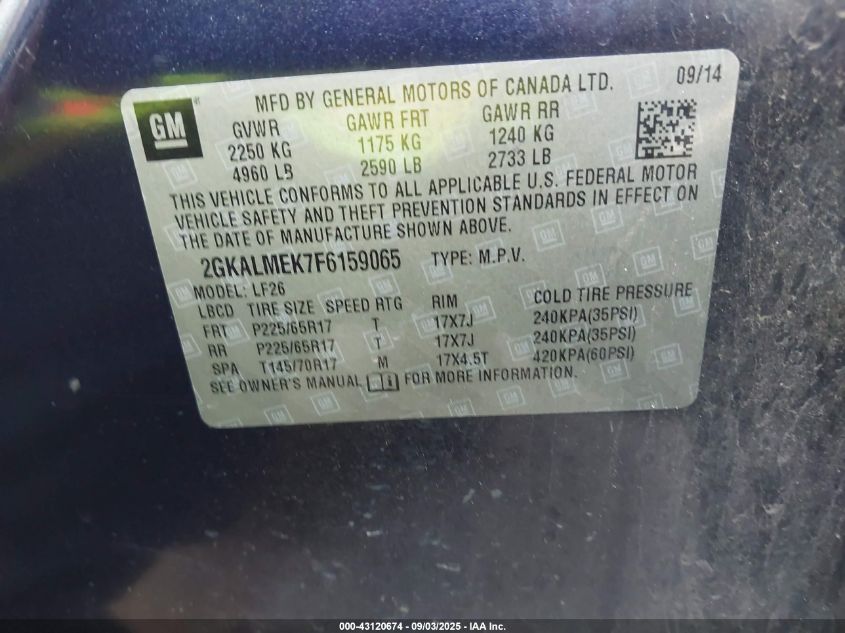 GM
MFD BY GENERAL MOTORS OF CANADA LTD. 09/14
GVWR GAWR FRT GAWR RR
2250 KG 1175 KG 1240 KG
4960 LB 2590 LB 2733 LB
THIS VEHICLE CONFORMS TO ALL APPLICABLE U.S. FEDERAL MOTOR
VEHICLE SAFETY AND THEFT PREVENTION STANDARDS IN EFFECT ON
THE DATE OF MANUFACTURE SHOWN ABOVE.
2GKALMEK7F6159065 TYPE: M.P.V.
MODEL: LF26
LBCD TIRE SIZE SPEED RTG RIM COLD TIRE PRESSURE
FRT P225/65R17 T 17X7J 240KPA(35PSI)
RR P225/65R17 T 17X7J 240KPA(35PSI)
SPA T145/70R17 M 17X4.5T 420KPA(60PSI)
SEE OWNER'S MANUAL FOR MORE INFORMATION.
000-43120674 - 09/03/2025 - IAA Inc.